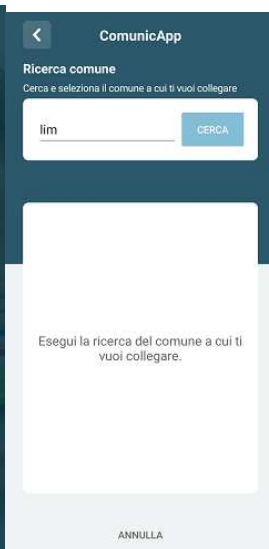 ComunicApp
Ricerca comune
Cerca e seleziona il comune a cui ti vuoi collegare
lim
CERCA
Esegui la ricerca del comune a cui ti
vuoi collegare.
ANNULLA